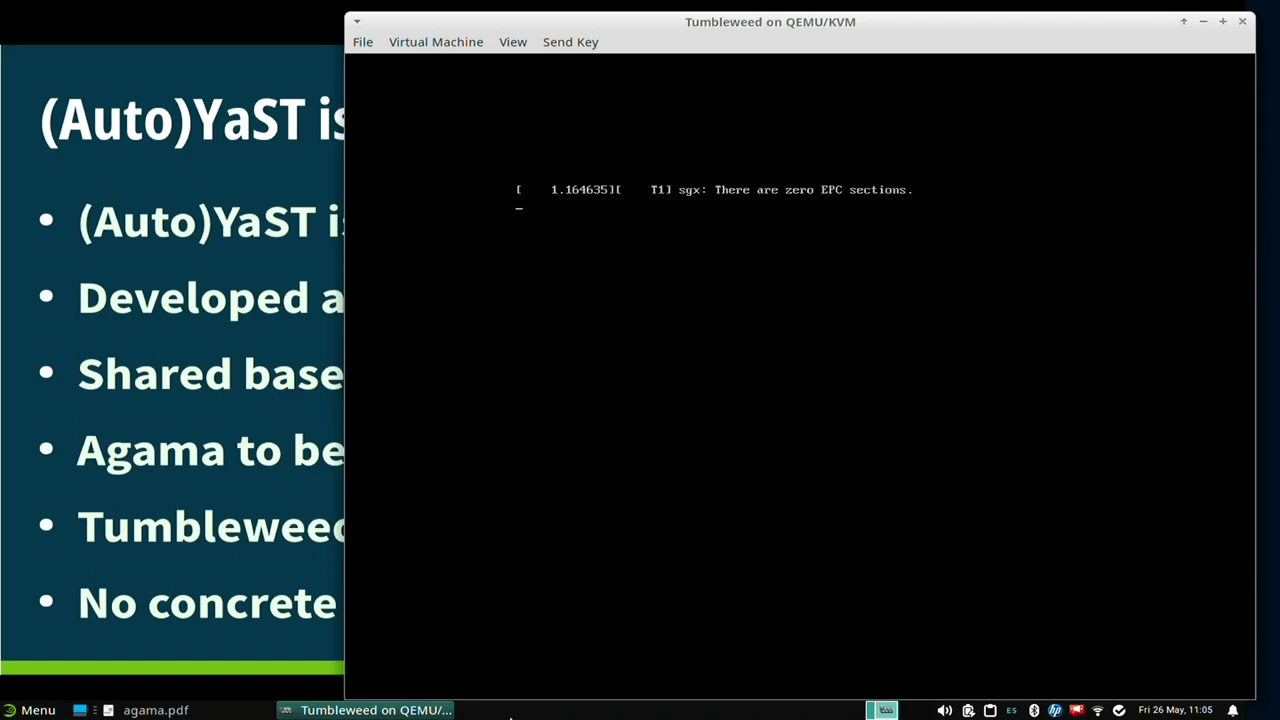 Tumbleweed on QEMU/KVM
File Virtual Machine View Send Key
[ 1.164635][ T1] sgx: There are zero EPC sections.
(Auto)YaST is
• (Auto)YaST is
• Developed a
• Shared base
• Agama to be
• Tumbleweed
• No concrete
Menu agama.pdf Tumbleweed on QEMU/... ES Fri 26 May, 11:05